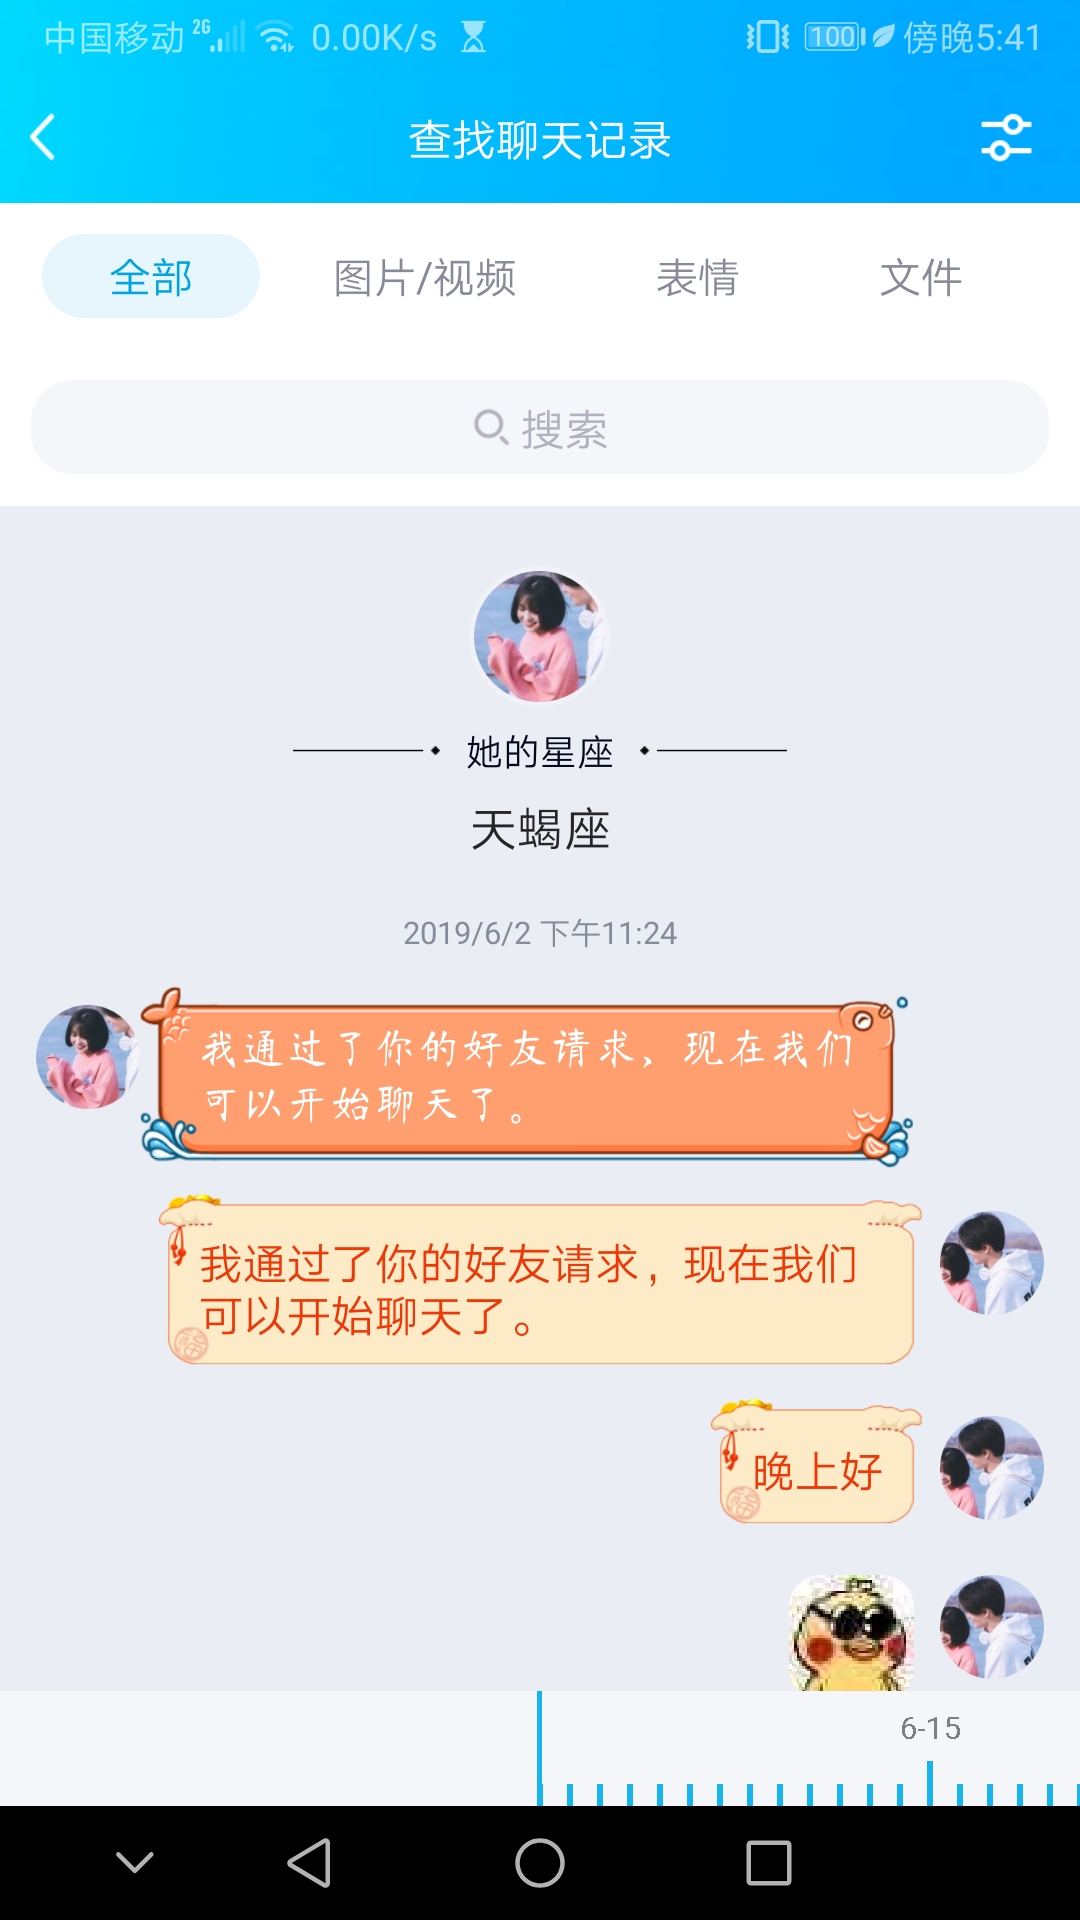 中国移动 2G 0.00K/s 100 傍晚5:41
查找聊天记录
全部 图片/视频 表情 文件
搜索
她的星座
天蝎座
2019/6/2 下午11:24
我通过了你的好友请求，现在我们
可以开始聊天了。
我通过了你的好友请求，现在我们
可以开始聊天了。
福
晚上好
福
6-15